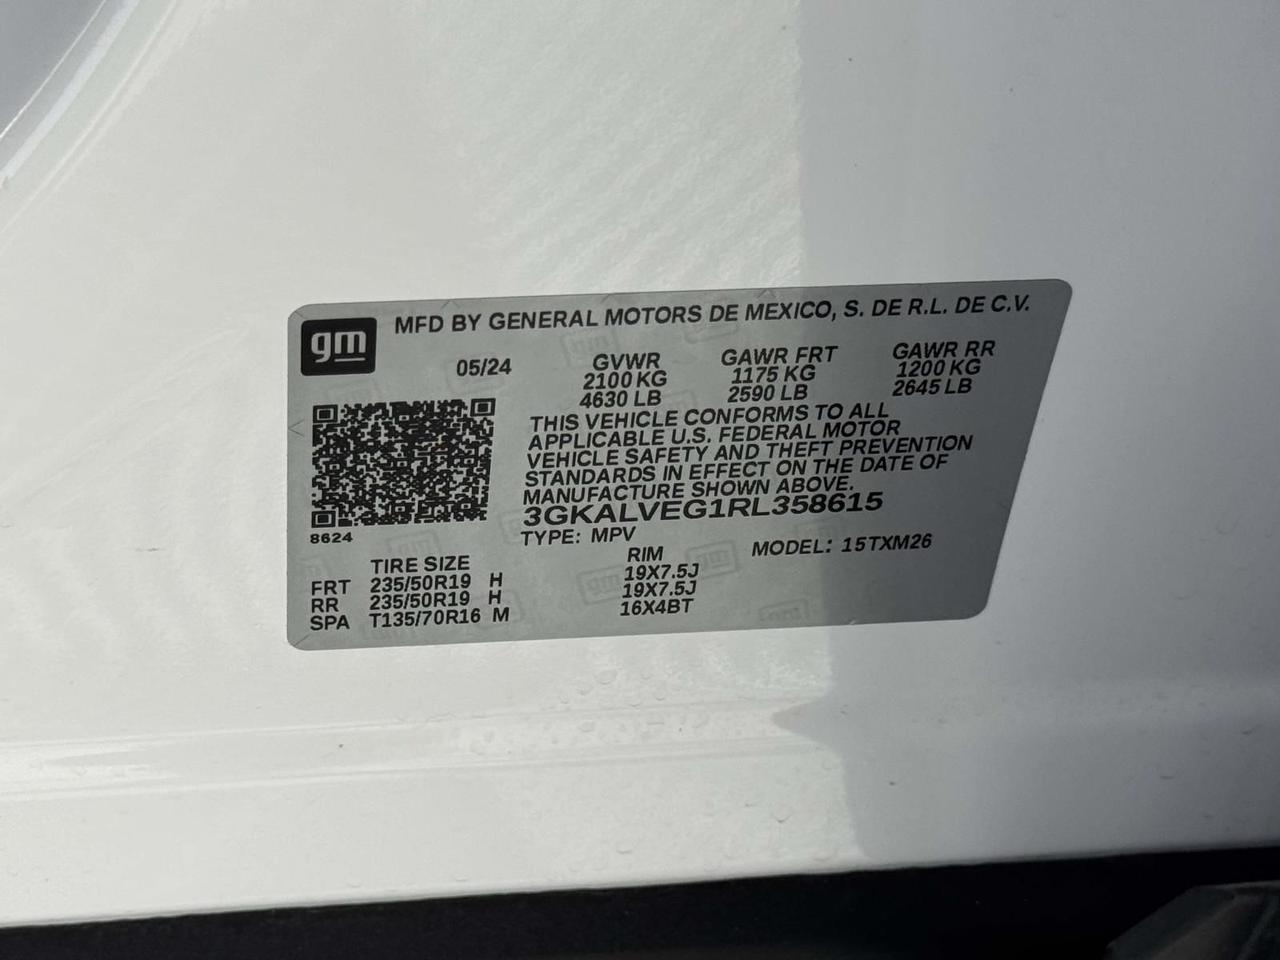 gm
MFD BY GENERAL MOTORS DE MEXICO, S. DE R.L. DE C.V.
05/24 GVWR GAWR FRT GAWR RR
2100 KG 1175 KG 1200 KG
4630 LB 2590 LB 2645 LB
THIS VEHICLE CONFORMS TO ALL
APPLICABLE U.S. FEDERAL MOTOR
VEHICLE SAFETY AND THEFT PREVENTION
STANDARDS IN EFFECT ON THE DATE OF
MANUFACTURE SHOWN ABOVE.
3GKALVEG1RL358615
8624
TYPE: MPV MODEL: 15TXM26
TIRE SIZE RIM
FRT 235/50R19 H 19X7.5J
RR 235/50R19 H 19X7.5J
SPA T135/70R16 M 16X4BT